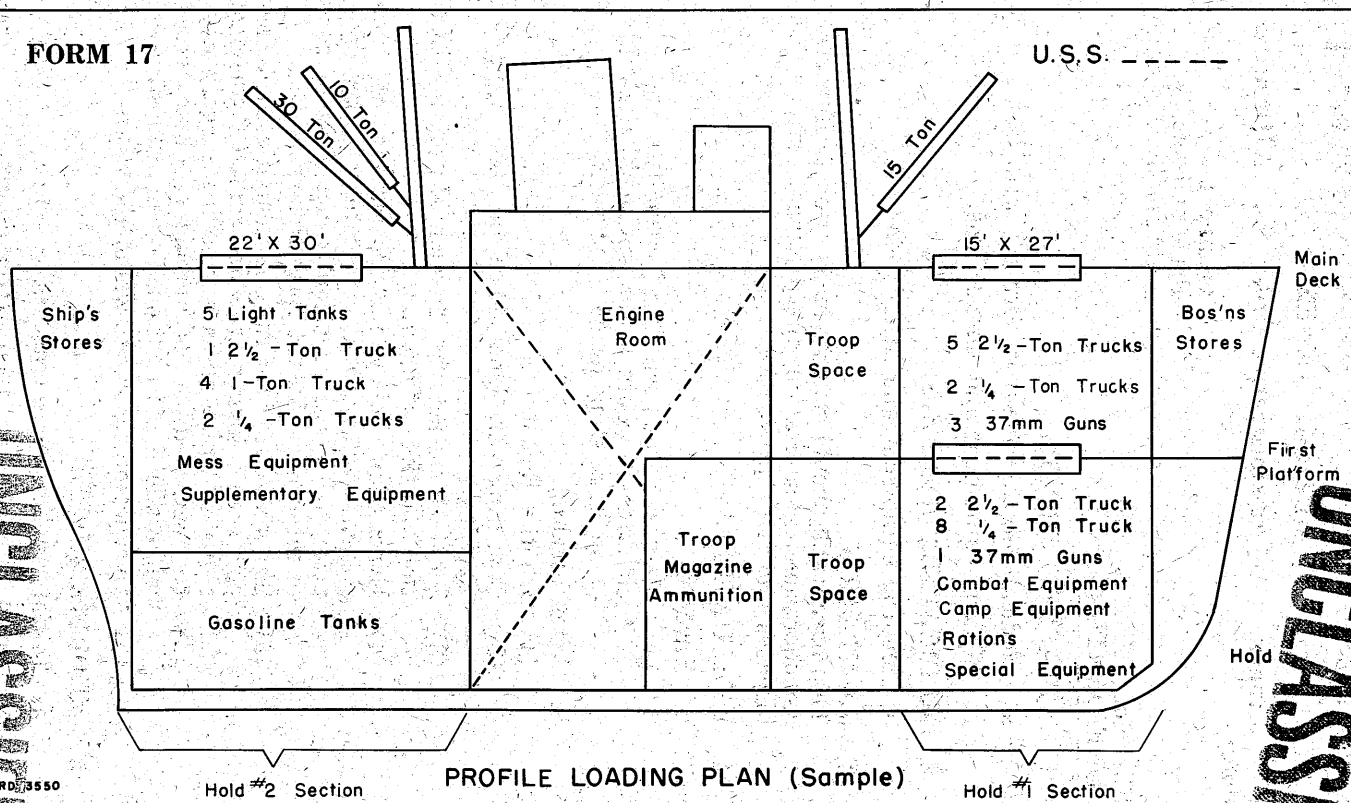 FORM 17
U.S.S. _ _ _ _ _
30 Ton
10 Ton
15 Ton
22' X 30'
15' X 27'
Main
Deck
Ship's
Stores
5 Light Tanks
1 2½ -Ton Truck
4 1-Ton Truck
2 ¼ -Ton Trucks
Mess Equipment
Supplementary Equipment
Gasoline Tanks
Engine
Room
Troop
Magazine
Ammunition
Troop
Space
Troop
Space
5 2½ -Ton Trucks
2 ¼ -Ton Trucks
3 37mm Guns
2 2½ - Ton Truck
8 ¼ - Ton Truck
1 37mm Guns
Combat Equipment
Camp Equipment
Rations
Special Equipment
Bos'ns
Stores
First
Platform
Hold
Hold #2 Section
PROFILE LOADING PLAN (Sample)
Hold #1 Section
RD 3550